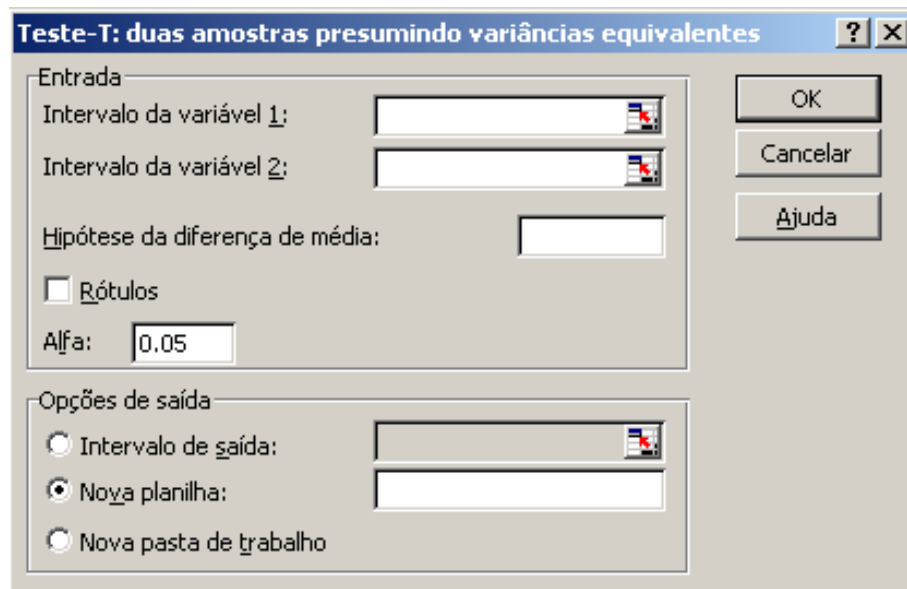 Teste-T: duas amostras presumindo variâncias equivalentes
Entrada
Intervalo da variável 1:
Intervalo da variável 2:
Hipótese da diferença de média:
Rótulos
Alfa: 0.05
OK
Cancelar
Ajuda
Opções de saída
Intervalo de saída:
Nova planilha:
Nova pasta de trabalho